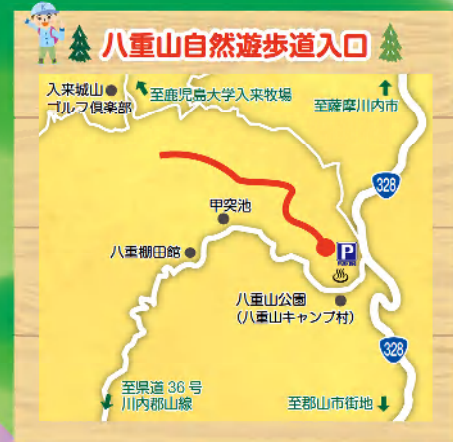 八重山自然遊歩道入口
入来城山
ゴルフ倶楽部
至鹿児島大学入来牧場
至薩摩川内市
328
甲突池
P
八重棚田館
八重山公園
(八重山キャンプ村)
328
至県道36号
川内郡山線
至郡山市街地